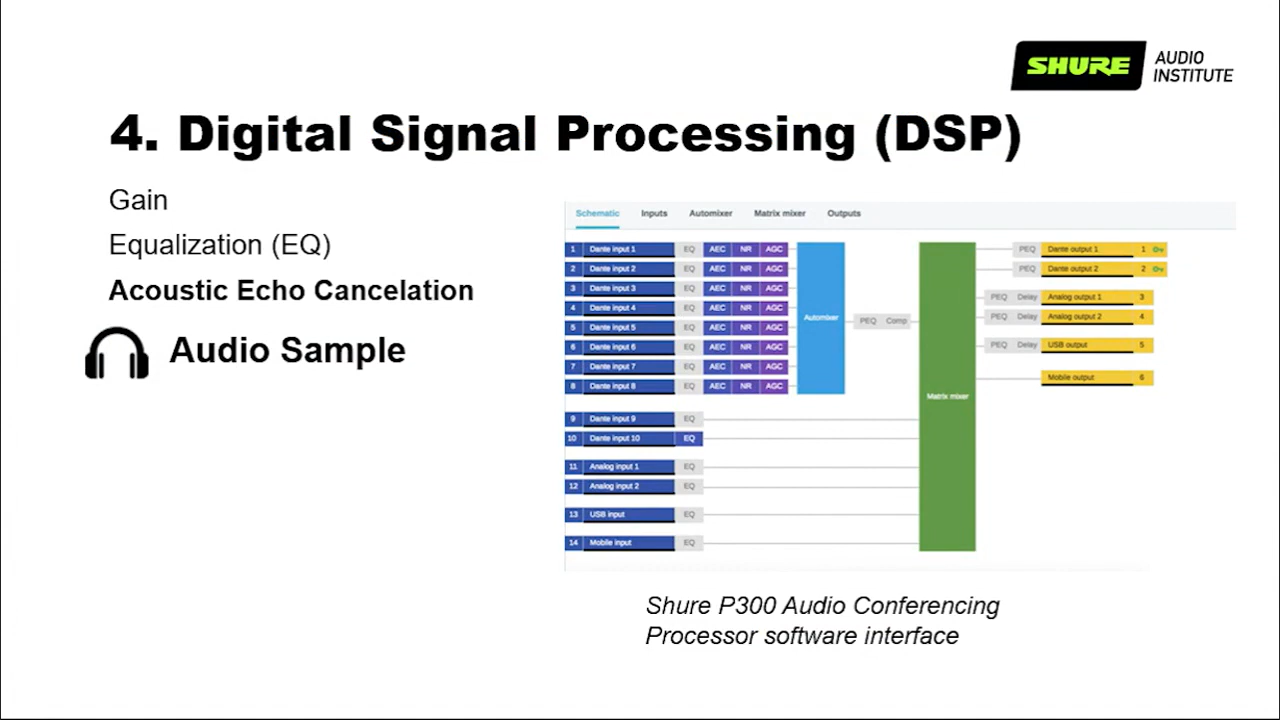 SHURE AUDIO INSTITUTE
4. Digital Signal Processing (DSP)
Gain
Equalization (EQ)
Acoustic Echo Cancelation
Audio Sample
Schematic Inputs Automixer Matrix mixer Outputs
1 Dante input 1 EQ AEC NR AGC
2 Dante input 2 EQ AEC NR AGC
3 Dante input 3 EQ AEC NR AGC
4 Dante input 4 EQ AEC NR AGC
5 Dante input 5 EQ AEC NR AGC
6 Dante input 6 EQ AEC NR AGC
7 Dante input 7 EQ AEC NR AGC
8 Dante input 8 EQ AEC NR AGC
9 Dante input 9 EQ
10 Dante input 10 EQ
11 Analog input 1 EQ
12 Analog input 2 EQ
13 USB input EQ
14 Mobile input EQ
Automixer
PEQ Comp
Matrix mixer
PEQ Dante output 1 1
PEQ Dante output 2 2
PEQ Delay Analog output 1 3
PEQ Delay Analog output 2 4
PEQ Delay USB output 5
Mobile output 6
Shure P300 Audio Conferencing
Processor software interface